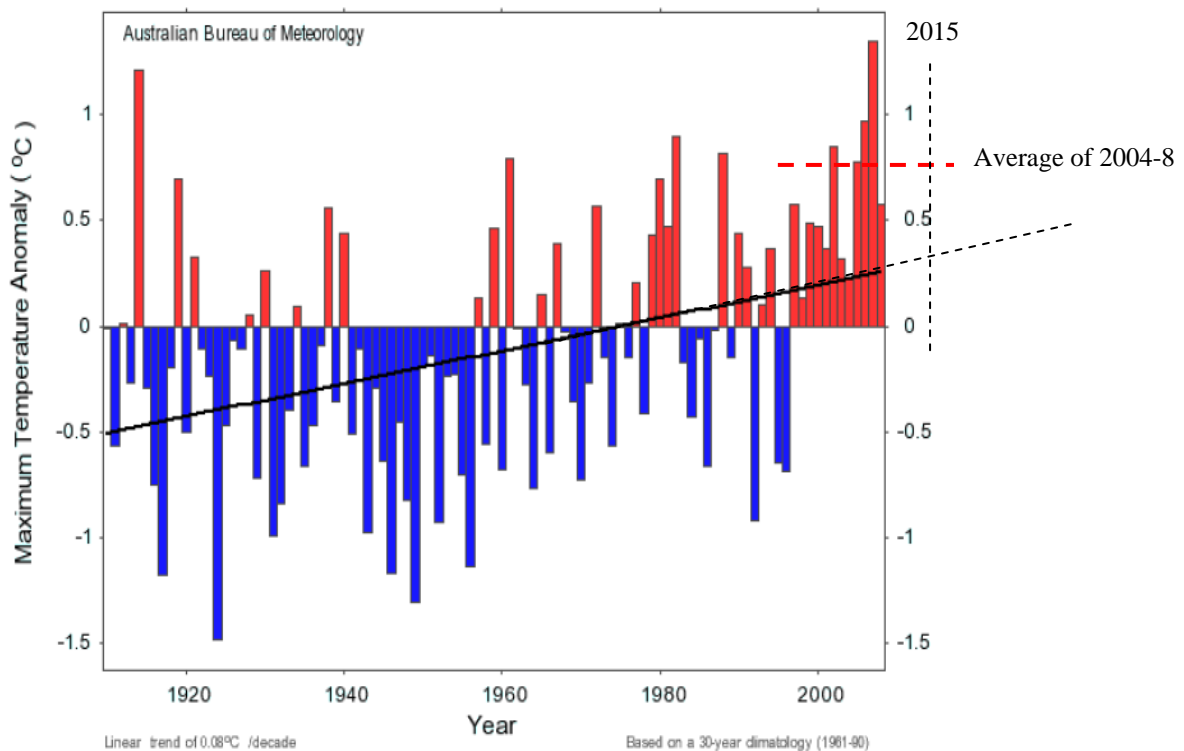 Australian Bureau of Meteorology
2015
Average of 2004-8
Maximum Temperature Anomaly (ºC )
1
0.5
0
-0.5
-1
-1.5
1
0.5
0
-0.5
-1
-1.5
1920 1940 1960 1980 2000
Year
Linear trend of 0.08ºC /decade
Based on a 30-year climatology (1961-90)